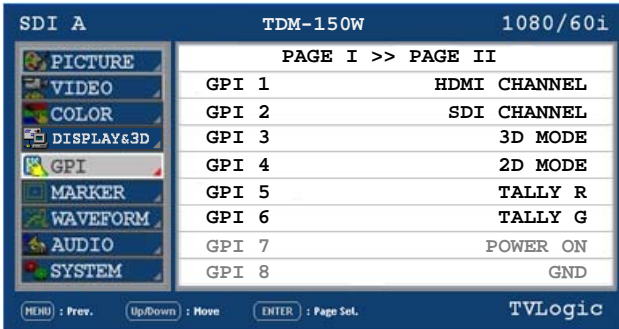 SDI A TDM-150W 1080/60i
PICTURE
VIDEO
COLOR
DISPLAY&3D
GPI
MARKER
WAVEFORM
AUDIO
SYSTEM
PAGE I >> PAGE II
GPI 1 HDMI CHANNEL
GPI 2 SDI CHANNEL
GPI 3 3D MODE
GPI 4 2D MODE
GPI 5 TALLY R
GPI 6 TALLY G
GPI 7 POWER ON
GPI 8 GND
MENU : Prev. Up/Down : Move ENTER : Page Sel. TVLogic